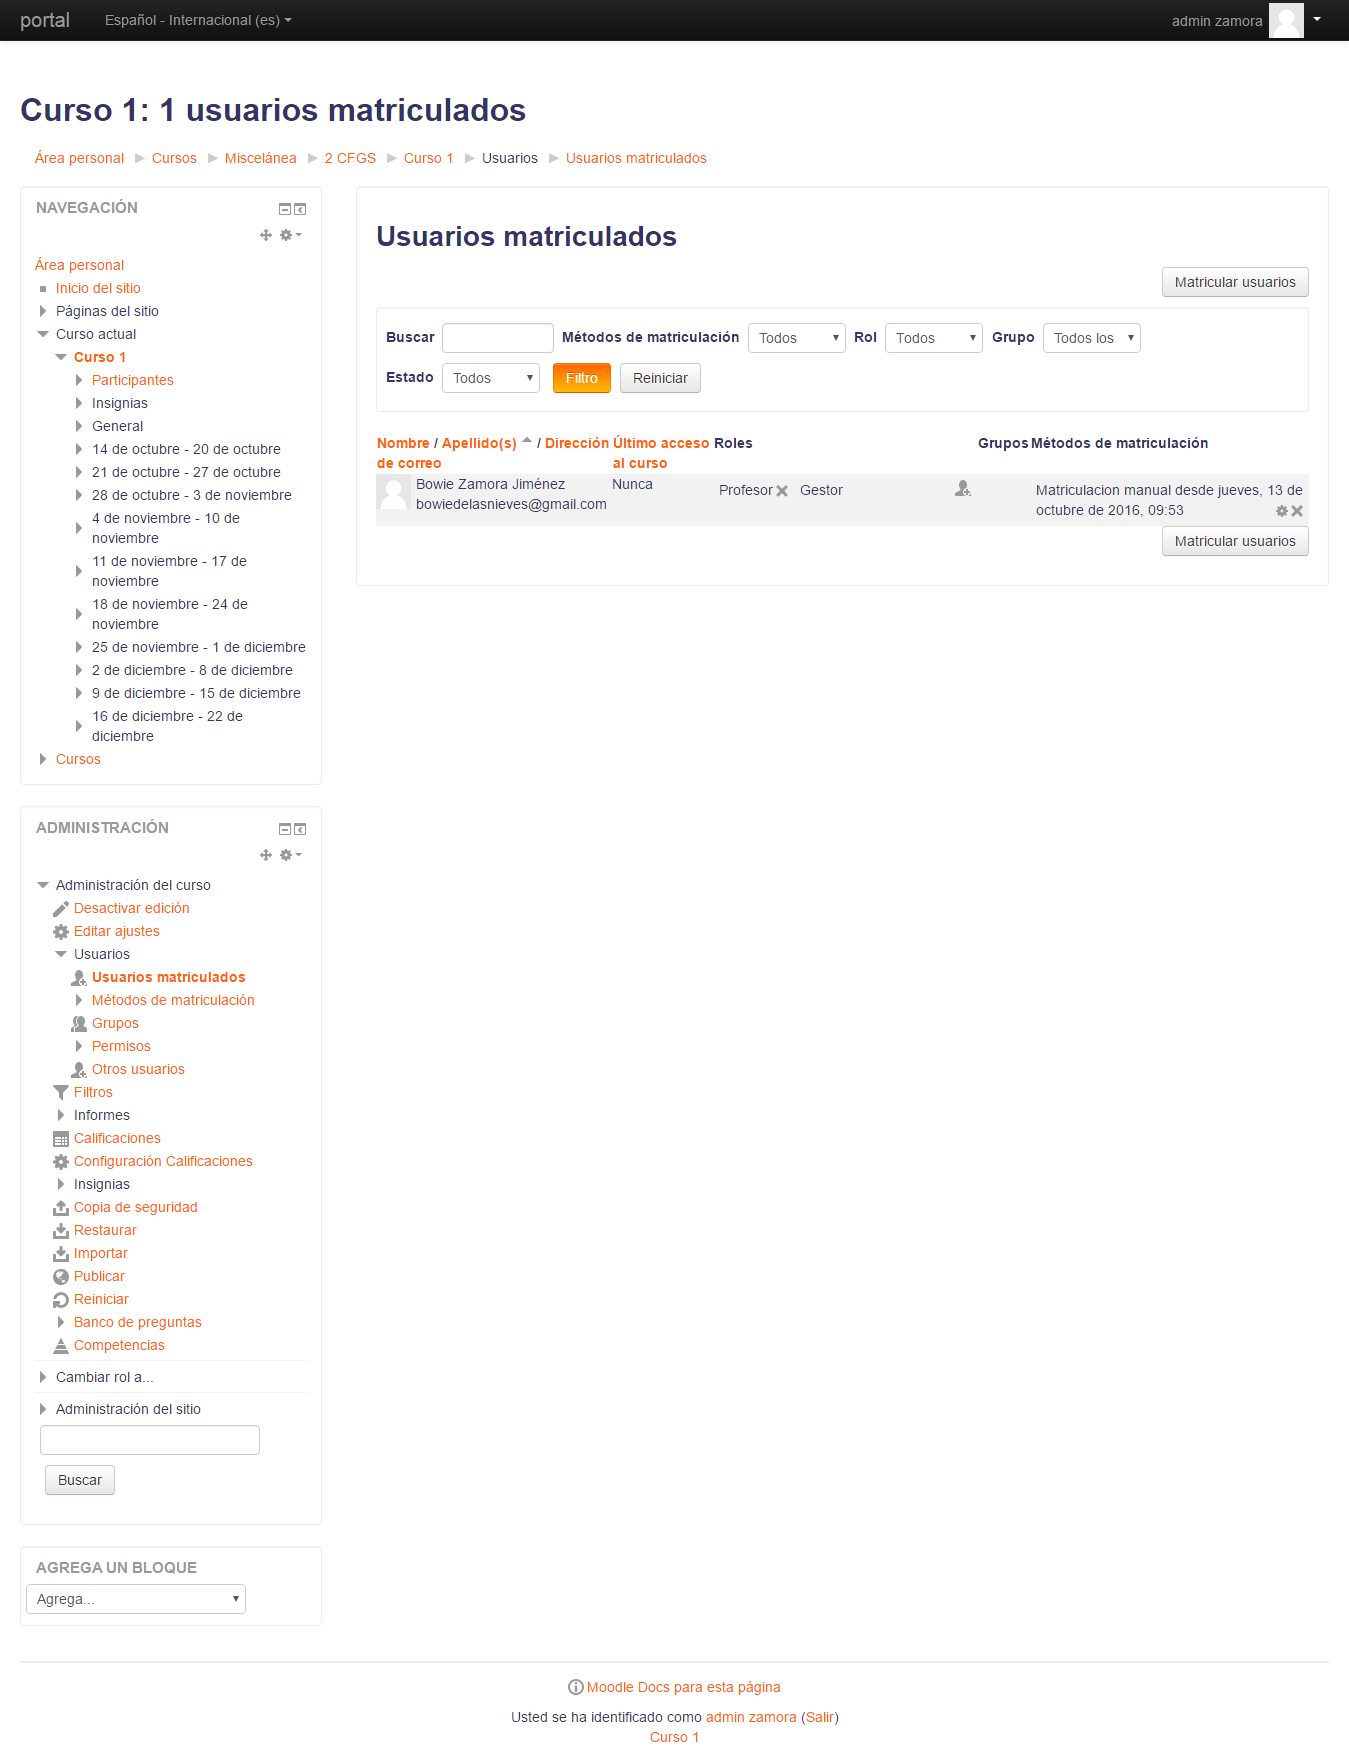 portal
Español - Internacional (es)
admin zamora
Curso 1: 1 usuarios matriculados
Área personal Cursos Miscelánea 2 CFGS Curso 1 Usuarios Usuarios matriculados
NAVEGACIÓN
Área personal
Inicio del sitio
Páginas del sitio
Curso actual
Curso 1
Participantes
Insignias
General
14 de octubre - 20 de octubre
21 de octubre - 27 de octubre
28 de octubre - 3 de noviembre
4 de noviembre - 10 de
noviembre
11 de noviembre - 17 de
noviembre
18 de noviembre - 24 de
noviembre
25 de noviembre - 1 de diciembre
2 de diciembre - 8 de diciembre
9 de diciembre - 15 de diciembre
16 de diciembre - 22 de
diciembre
Cursos
ADMINISTRACIÓN
Administración del curso
Desactivar edición
Editar ajustes
Usuarios
Usuarios matriculados
Métodos de matriculación
Grupos
Permisos
Otros usuarios
Filtros
Informes
Calificaciones
Configuración Calificaciones
Insignias
Copia de seguridad
Restaurar
Importar
Publicar
Reiniciar
Banco de preguntas
Competencias
Cambiar rol a...
Administración del sitio
Buscar
AGREGA UN BLOQUE
Agrega...
Usuarios matriculados
Matricular usuarios
Buscar Métodos de matriculación Todos Rol Todos Grupo Todos los
Estado Todos Filtro Reiniciar
Nombre / Apellido(s) / Dirección Último acceso Roles Grupos Métodos de matriculación
de correo al curso
Bowie Zamora Jiménez Nunca
Profesor Gestor Matriculacion manual desde jueves, 13 de
bowiedelasnieves@gmail.com octubre de 2016, 09:53
Matricular usuarios
Moodle Docs para esta página
Usted se ha identificado como admin zamora (Salir)
Curso 1